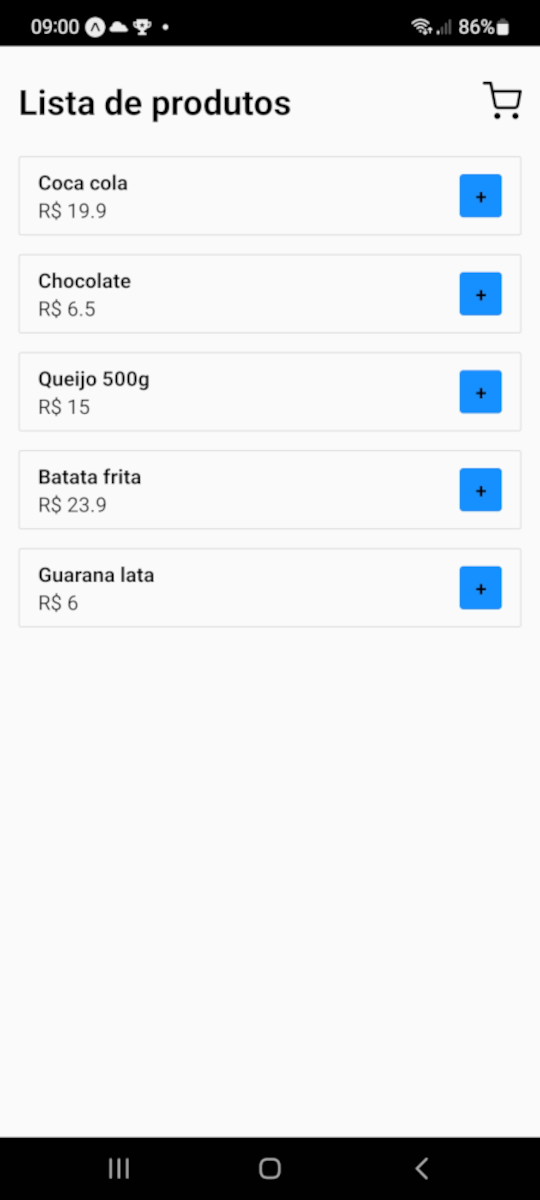 09:00
86%
Lista de produtos
Coca cola
R$ 19.9
+
Chocolate
R$ 6.5
+
Queijo 500g
R$ 15
+
Batata frita
R$ 23.9
+
Guarana lata
R$ 6
+